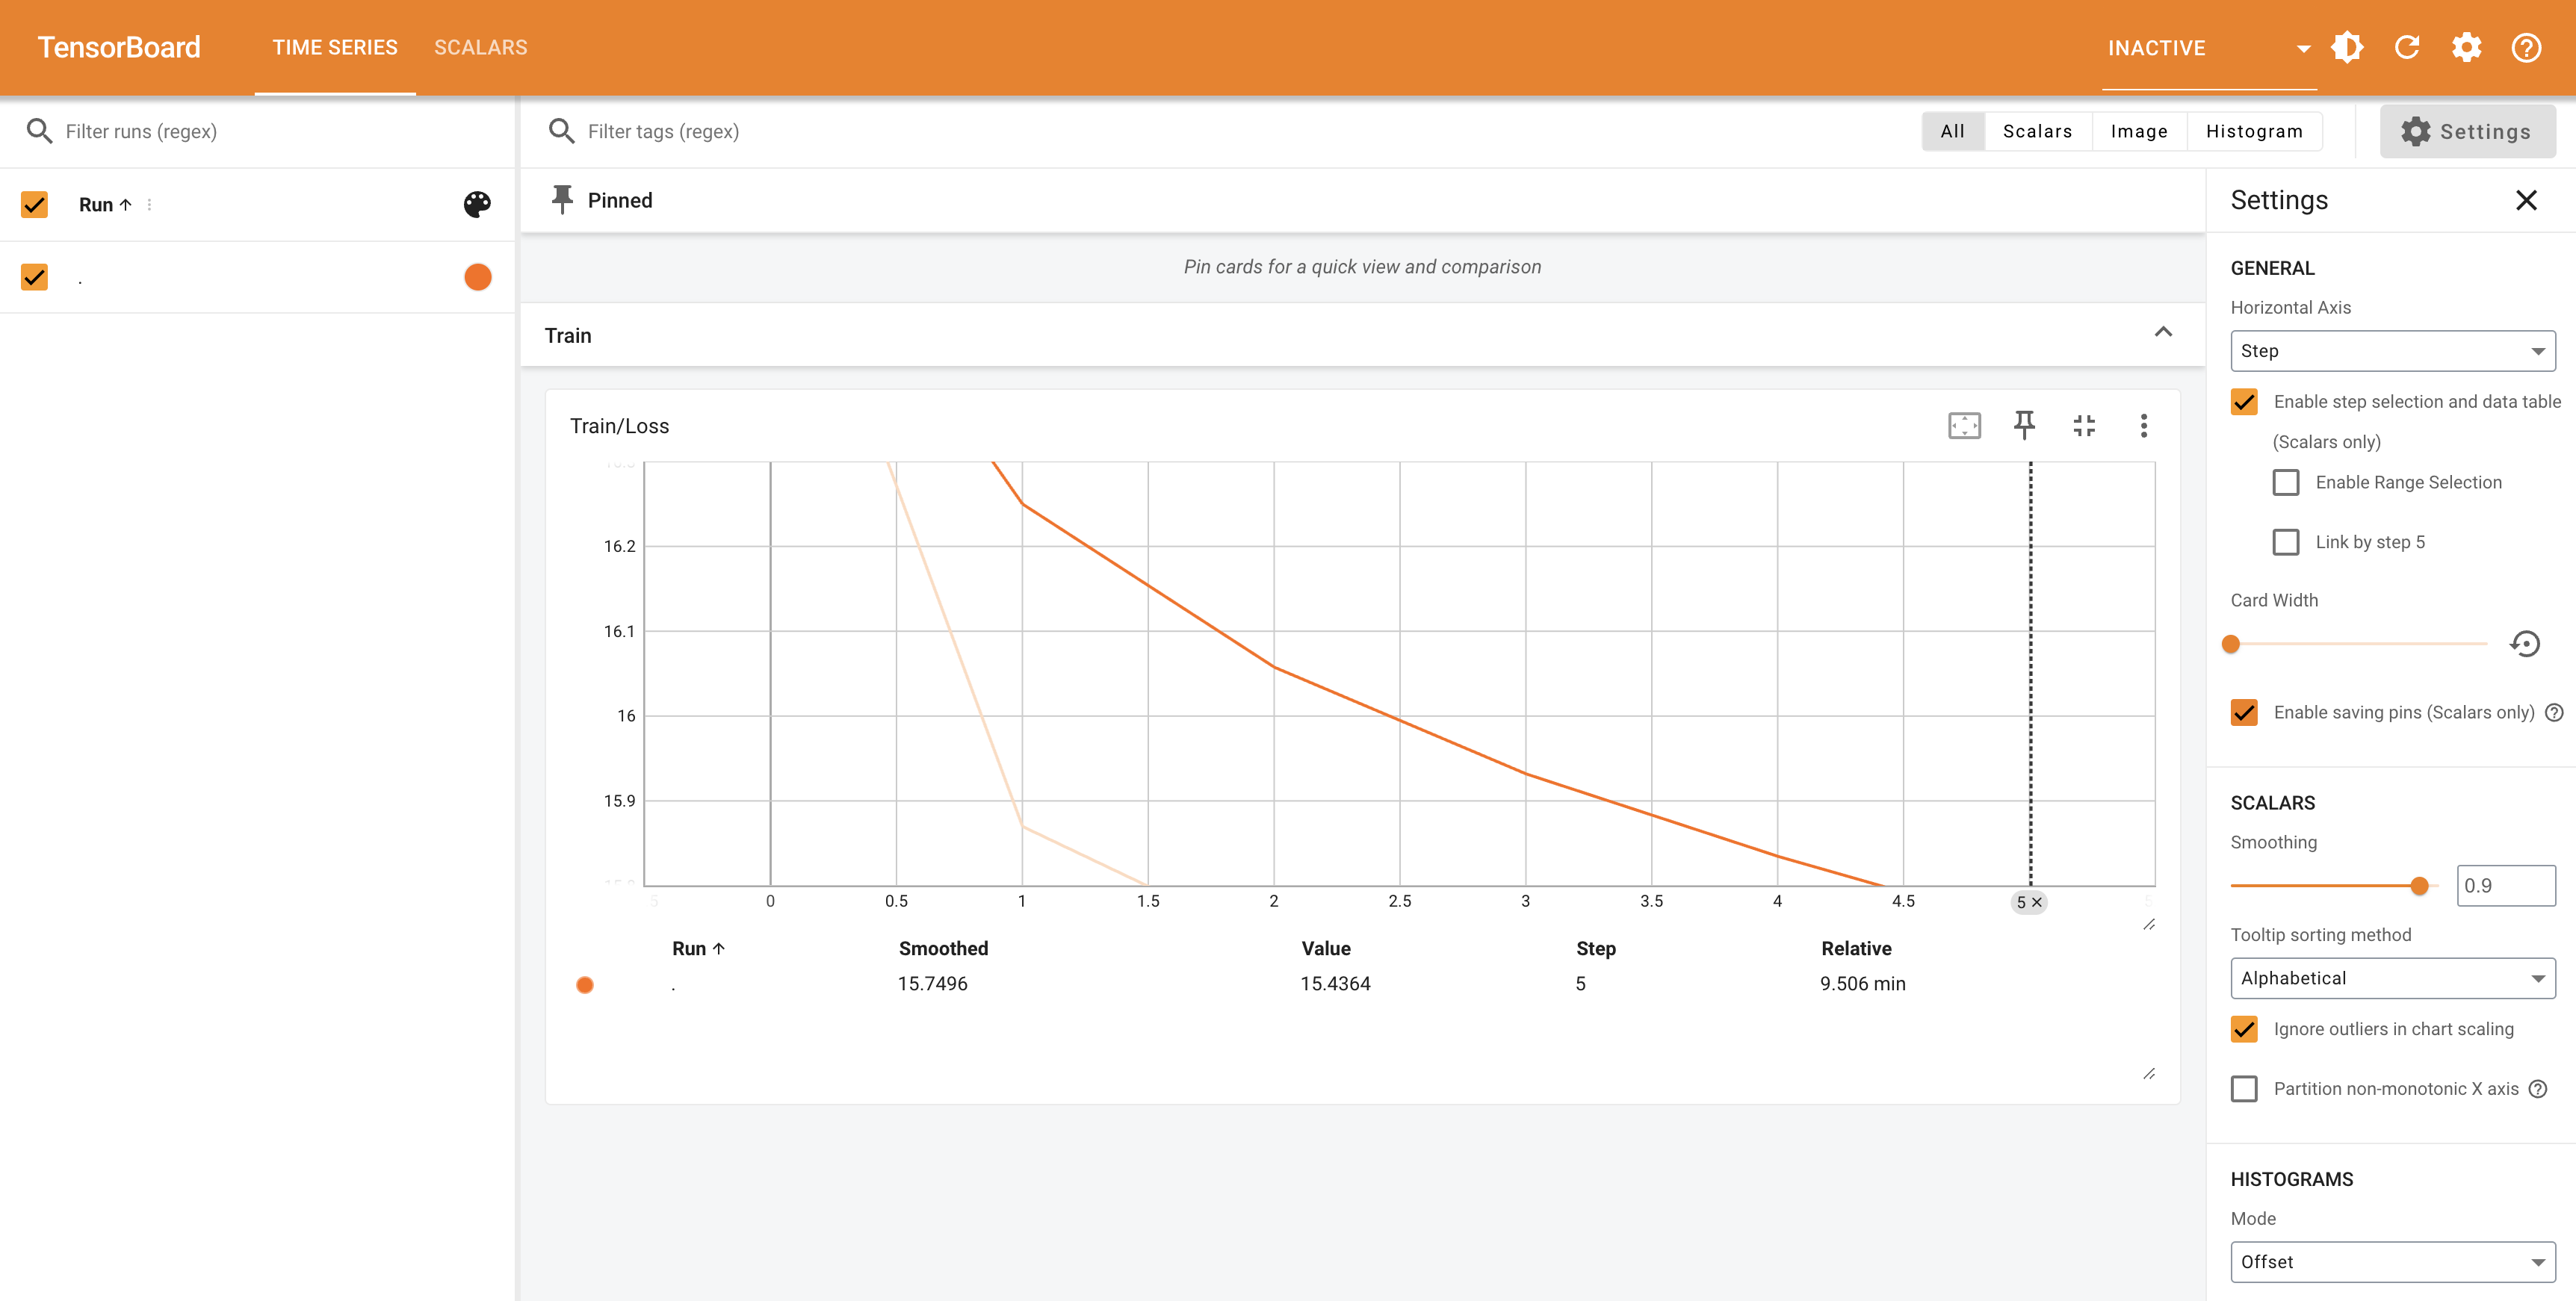 TensorBoard TIME SERIES SCALARS INACTIVE
Filter runs (regex)
Run
.
Filter tags (regex)
All Scalars Image Histogram
Settings
Pinned
Pin cards for a quick view and comparison
Train
Train/Loss
16.2
16.1
16
15.9
0 0.5 1 1.5 2 2.5 3 3.5 4 4.5 5
Run Smoothed Value Step Relative
. 15.7496 15.4364 5 9.506 min
Settings
GENERAL
Horizontal Axis
Step
Enable step selection and data table
(Scalars only)
Enable Range Selection
Link by step 5
Card Width
Enable saving pins (Scalars only)
SCALARS
Smoothing
0.9
Tooltip sorting method
Alphabetical
Ignore outliers in chart scaling
Partition non-monotonic X axis
HISTOGRAMS
Mode
Offset